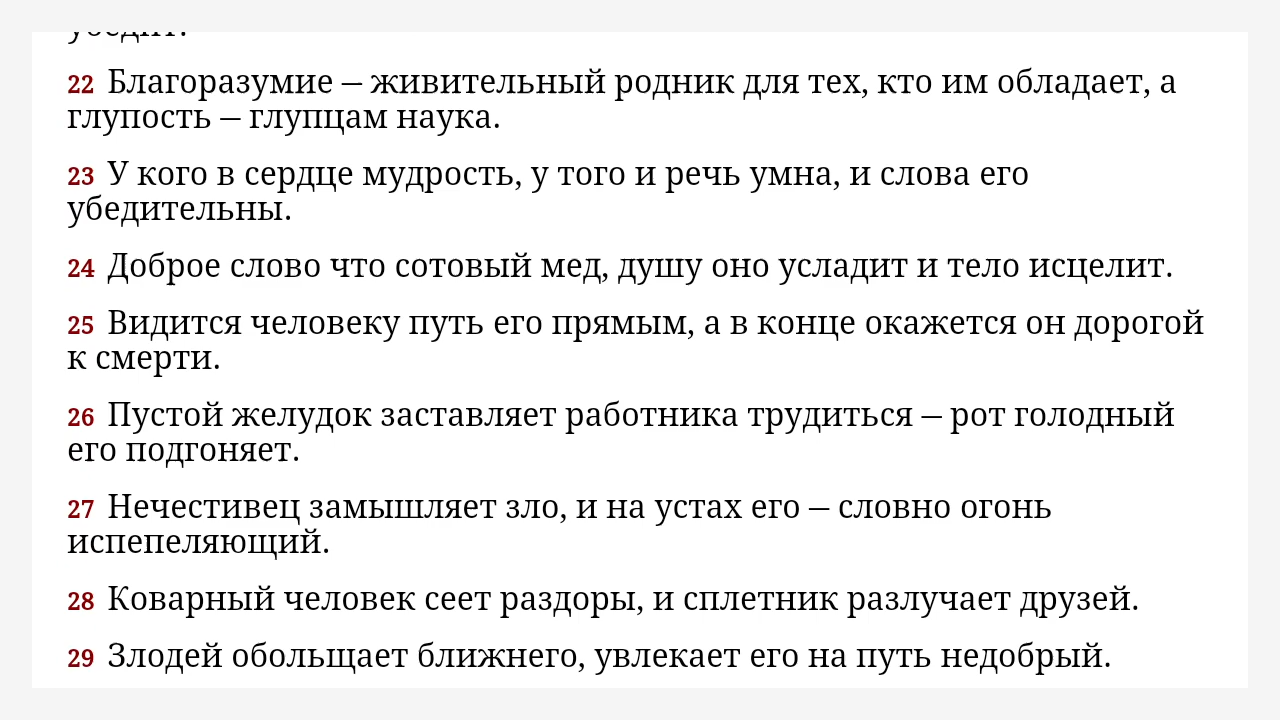 убедит.
22 Благоразумие – живительный родник для тех, кто им обладает, а
глупость – глупцам наука.
23 У кого в сердце мудрость, у того и речь умна, и слова его
убедительны.
24 Доброе слово что сотовый мед, душу оно усладит и тело исцелит.
25 Видится человеку путь его прямым, а в конце окажется он дорогой
к смерти.
26 Пустой желудок заставляет работника трудиться – рот голодный
его подгоняет.
27 Нечестивец замышляет зло, и на устах его – словно огонь
испепеляющий.
28 Коварный человек сеет раздоры, и сплетник разлучает друзей.
29 Злодей обольщает ближнего, увлекает его на путь недобрый.